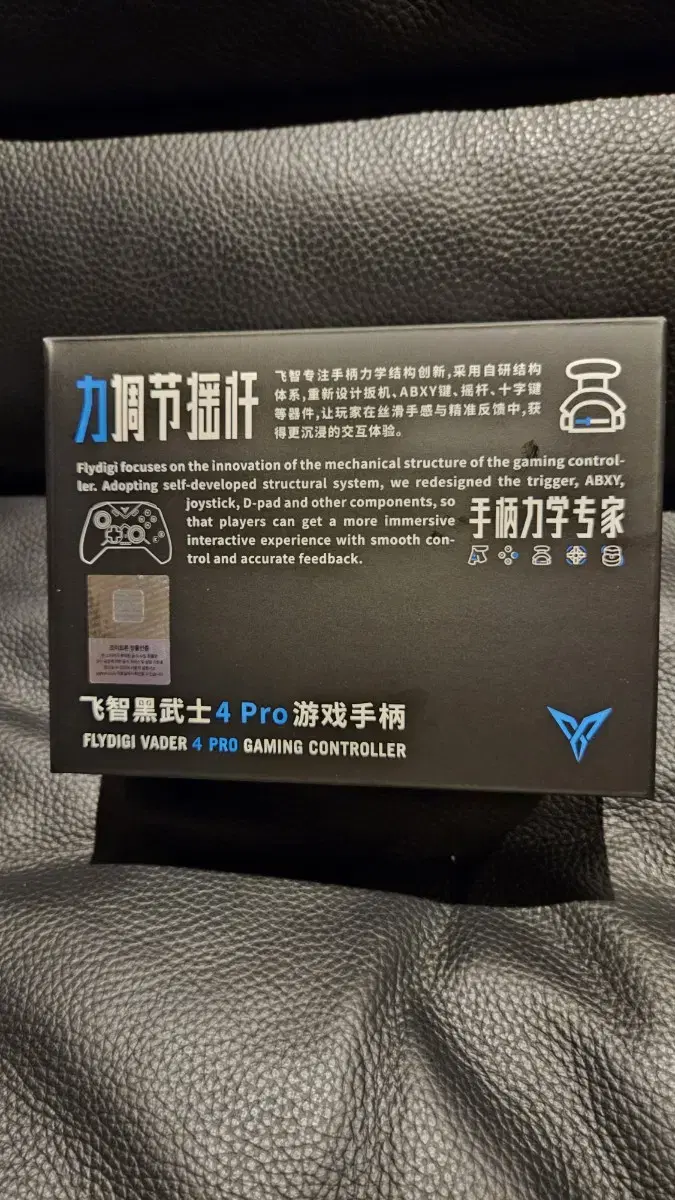 力调节摇杆
飞智专注手柄力学结构创新,采用自研结构
体系,重新设计扳机、ABXY键、摇杆、十字键
等器件,让玩家在丝滑手感与精准反馈中,获
得更沉浸的交互体验。
Flydigi focuses on the innovation of the mechanical structure of the gaming control-
ler. Adopting self-developed structural system, we redesigned the trigger, ABXY,
joystick, D-pad and other components, so
that players can get a more immersive
interactive experience with smooth con-
trol and accurate feedback.
手柄力学专家
飞智黑武士4 Pro游戏手柄
FLYDIGI VADER 4 PRO GAMING CONTROLLER